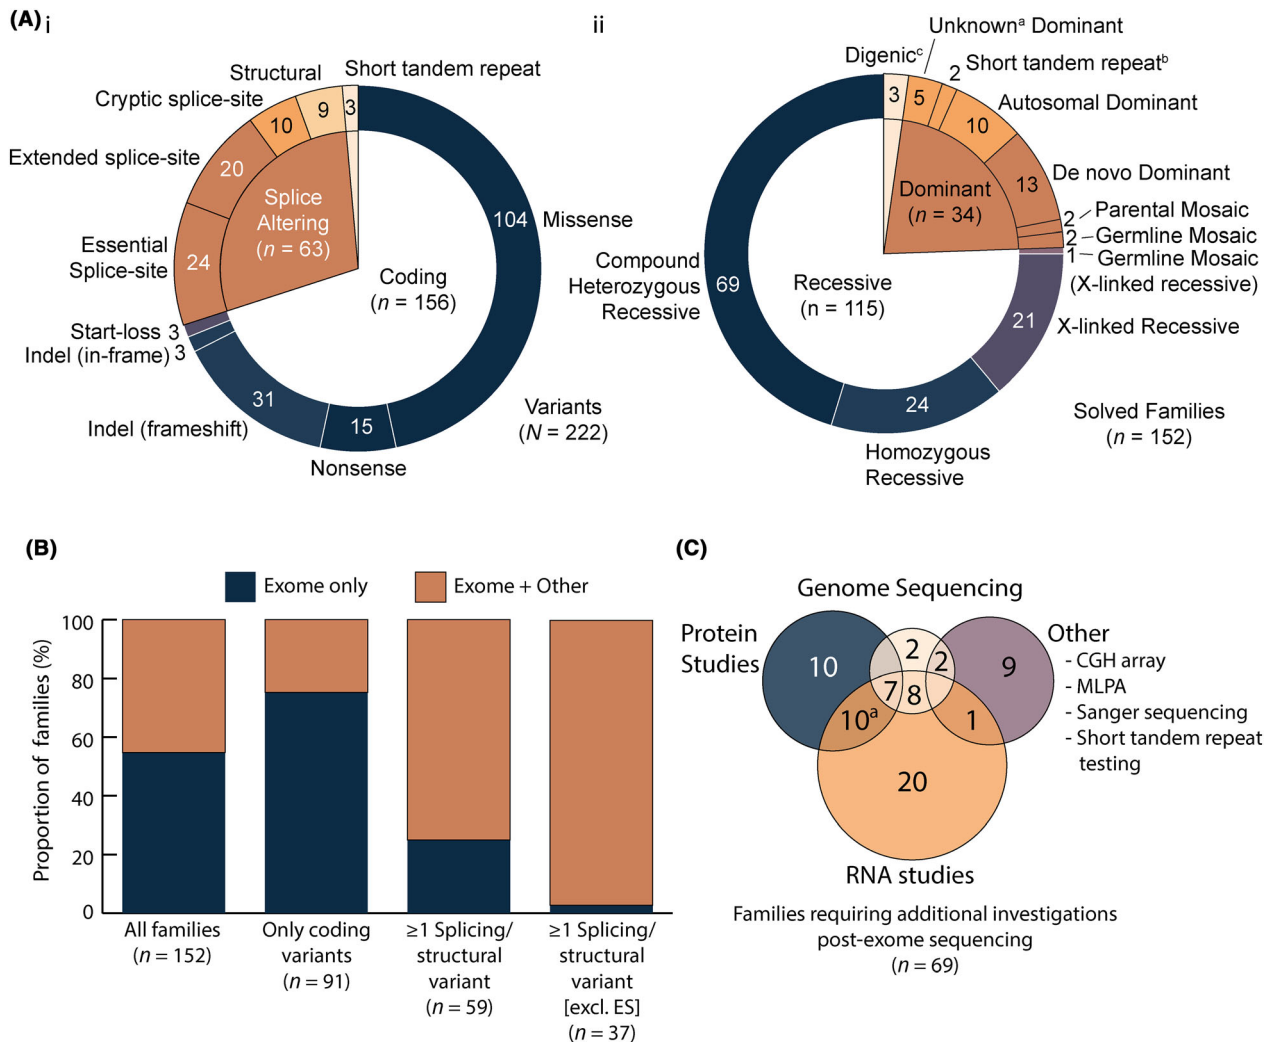 (A) i
Short tandem repeat
Structural
Cryptic splice-site
Extended splice-site
Essential
Splice-site
Start-loss 3
Indel (in-frame) 3
Indel (frameshift)
Nonsense
Missense
3
9
10
20
24
31
15
104
Splice
Altering
(n = 63)
Coding
(n = 156)
Variants
(N = 222)
ii
Unknownᵃ Dominant
Digenicᶜ
2 Short tandem repeatᵇ
Autosomal Dominant
De novo Dominant
2 Parental Mosaic
2 Germline Mosaic
1 Germline Mosaic
(X-linked recessive)
X-linked Recessive
Homozygous
Recessive
Compound
Heterozygous
Recessive
3
5
10
13
21
24
69
Dominant
(n = 34)
Recessive
(n = 115)
Solved Families
(n = 152)
(B)
Exome only
Exome + Other
Proportion of families (%)
100
80
60
40
20
0
All families
(n = 152)
Only coding
variants
(n = 91)
≥1 Splicing/
structural
variant
(n = 59)
≥1 Splicing/
structural
variant
[excl. ES]
(n = 37)
(C)
Genome Sequencing
Protein
Studies
Other
- CGH array
- MLPA
- Sanger sequencing
- Short tandem repeat
testing
10
2
2
9
7
8
10ᵃ
1
20
RNA studies
Families requiring additional investigations
post-exome sequencing
(n = 69)